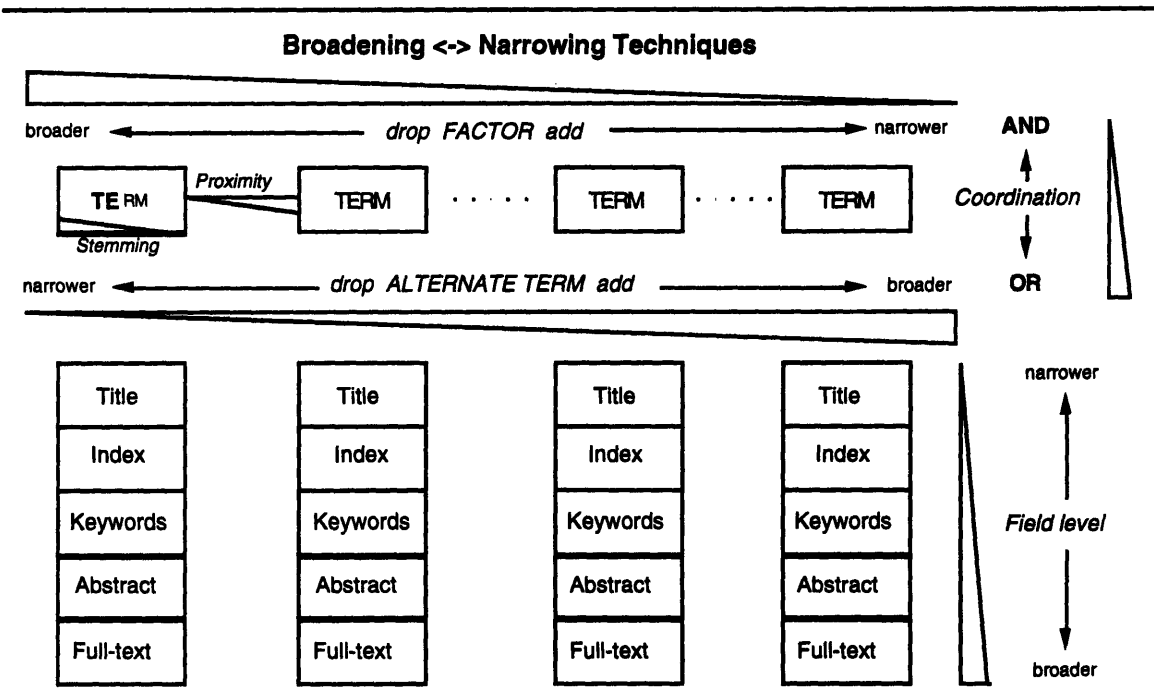 Broadening <-> Narrowing Techniques
broader drop FACTOR add narrower AND
TERM Proximity TERM . . . . . TERM . . . . . TERM Coordination
Stemming
narrower drop ALTERNATE TERM add broader OR
Title Title Title Title narrower
Index Index Index Index
Keywords Keywords Keywords Keywords Field level
Abstract Abstract Abstract Abstract
Full-text Full-text Full-text Full-text broader